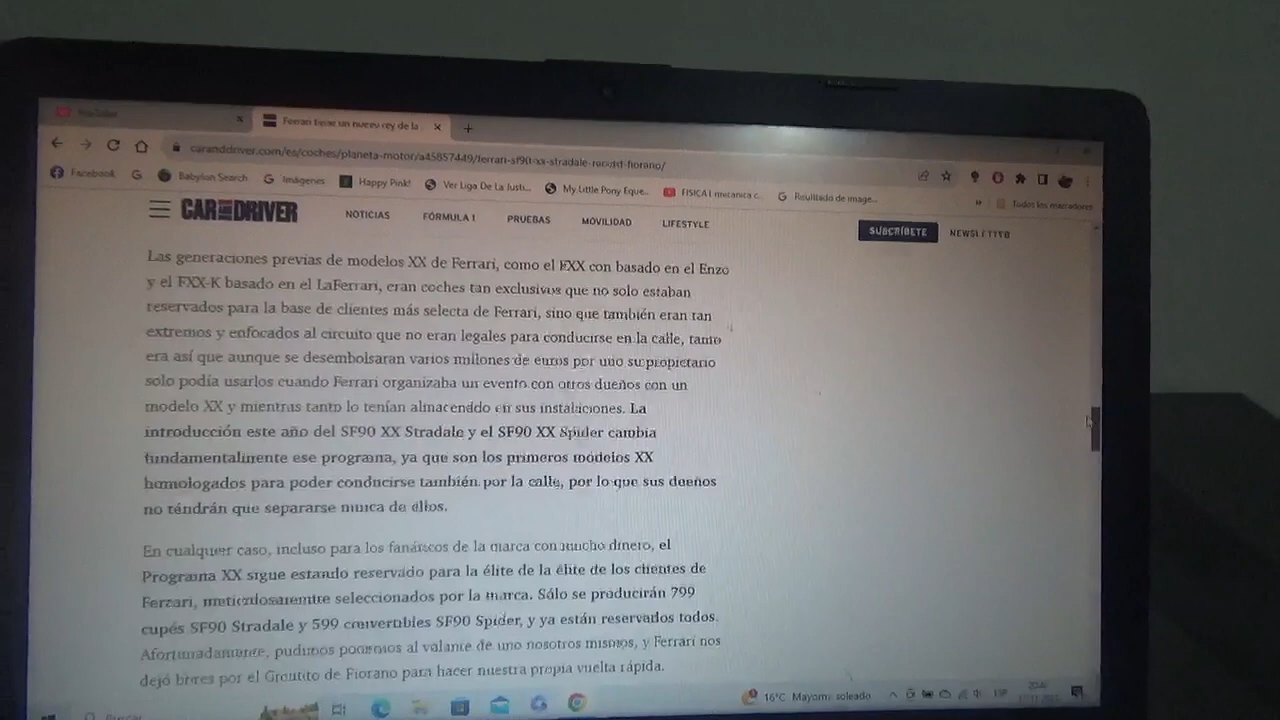 YouTube
Ferrari tiene un nuevo rey de la
caranddriver.com/es/coches/planeta-motor/a45857449/ferrari-sf90-xx-stradale-record-fiorano/
Facebook
Babylon Search
Imágenes
Happy Pink!
Ver Liga De La Justi...
My Little Pony Eque...
FISICA I mecanica c...
Resultado de image...
Todos los marcadores
CAR AND DRIVER
NOTICIAS
FÓRMULA 1
PRUEBAS
MOVILIDAD
LIFESTYLE
SUBSCRÍBETE
NEWSLETTER
Las generaciones previas de modelos XX de Ferrari, como el FXX con basado en el Enzo
y el FXX-K basado en el LaFerrari, eran coches tan exclusivos que no solo estaban
reservados para la base de clientes más selecta de Ferrari, sino que también eran tan
extremos y enfocados al circuito que no eran legales para conducirse en la calle, tanto
era así que aunque se desembolsaran varios millones de euros por uno su propietario
solo podía usarlos cuando Ferrari organizaba un evento con otros dueños con un
modelo XX y mientras tanto lo tenían almacenado en sus instalaciones. La
introducción este año del SF90 XX Stradale y el SF90 XX Spider cambia
fundamentalmente ese programa, ya que son los primeros modelos XX
homologados para poder conducirse también por la calle, por lo que sus dueños
no tendrán que separarse nunca de ellos.
En cualquier caso, incluso para los fanáticos de la marca con mucho dinero, el
Programa XX sigue estando reservado para la élite de la élite de los clientes de
Ferrari, meticulosamente seleccionados por la marca. Sólo se producirán 799
cupés SF90 Stradale y 599 convertibles SF90 Spider, y ya están reservados todos.
Afortunadamente, pudimos ponernos al volante de uno nosotros mismos, y Ferrari nos
dejó libres por el Circuito de Fiorano para hacer nuestra propia vuelta rápida.
Buscar
16°C Mayorm. soleado
ESP